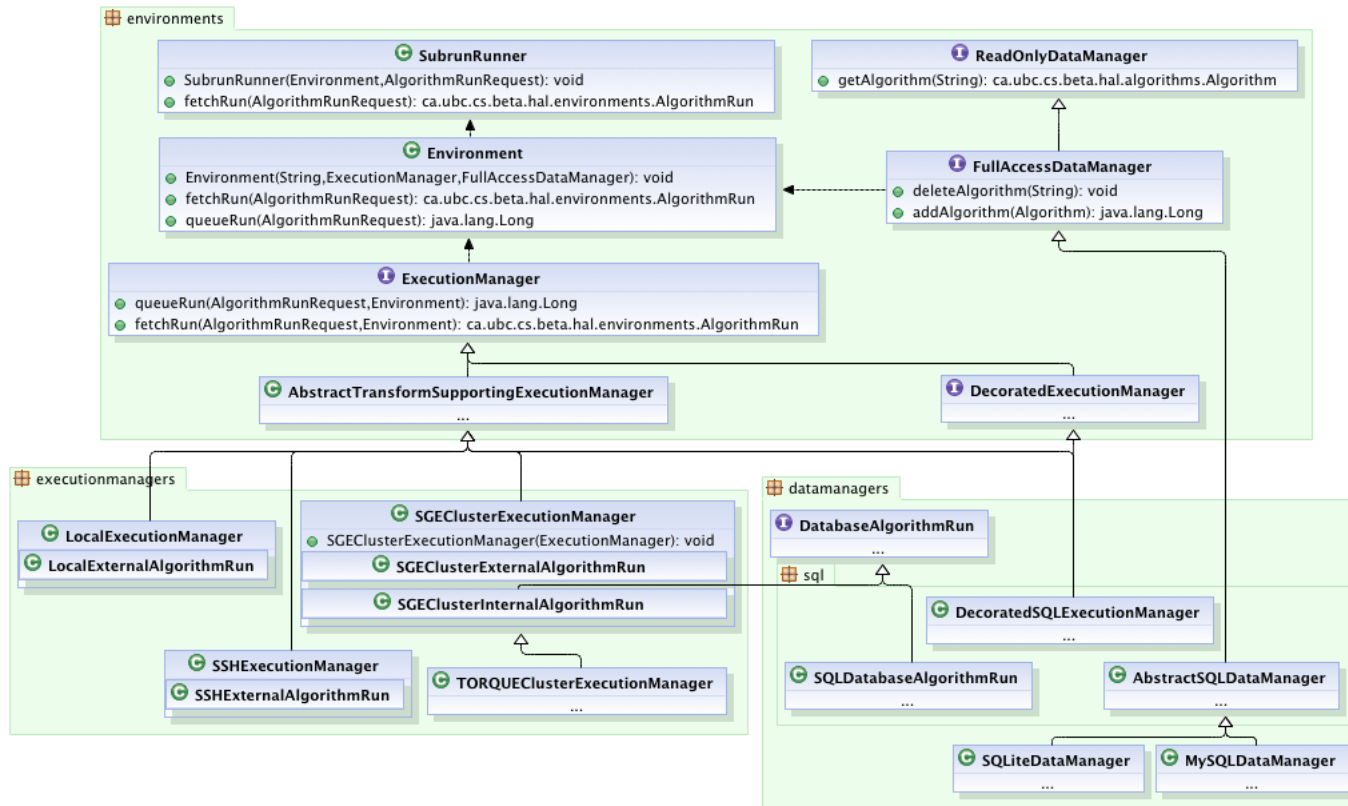 environments
SubrunRunner
SubrunRunner(Environment,AlgorithmRunRequest): void
fetchRun(AlgorithmRunRequest): ca.ubc.cs.beta.hal.environments.AlgorithmRun
ReadOnlyDataManager
getAlgorithm(String): ca.ubc.cs.beta.hal.algorithms.Algorithm
Environment
Environment(String,ExecutionManager,FullAccessDataManager): void
fetchRun(AlgorithmRunRequest): ca.ubc.cs.beta.hal.environments.AlgorithmRun
queueRun(AlgorithmRunRequest): java.lang.Long
FullAccessDataManager
deleteAlgorithm(String): void
addAlgorithm(Algorithm): java.lang.Long
ExecutionManager
queueRun(AlgorithmRunRequest,Environment): java.lang.Long
fetchRun(AlgorithmRunRequest,Environment): ca.ubc.cs.beta.hal.environments.AlgorithmRun
AbstractTransformSupportingExecutionManager
...
DecoratedExecutionManager
...
executionmanagers
LocalExecutionManager
LocalExternalAlgorithmRun
SGEClusterExecutionManager
SGEClusterExecutionManager(ExecutionManager): void
SGEClusterExternalAlgorithmRun
SGEClusterInternalAlgorithmRun
SSHExecutionManager
SSHExternalAlgorithmRun
TORQUEClusterExecutionManager
...
datamanagers
DatabaseAlgorithmRun
...
sql
DecoratedSQLExecutionManager
...
SQLDatabaseAlgorithmRun
...
AbstractSQLDataManager
...
SQLiteDataManager
...
MySQLDataManager
...